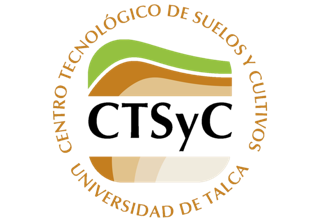 CENTRO TECNOLÓGICO DE SUELOS Y CULTIVOS
CTSyC
UNIVERSIDAD DE TALCA